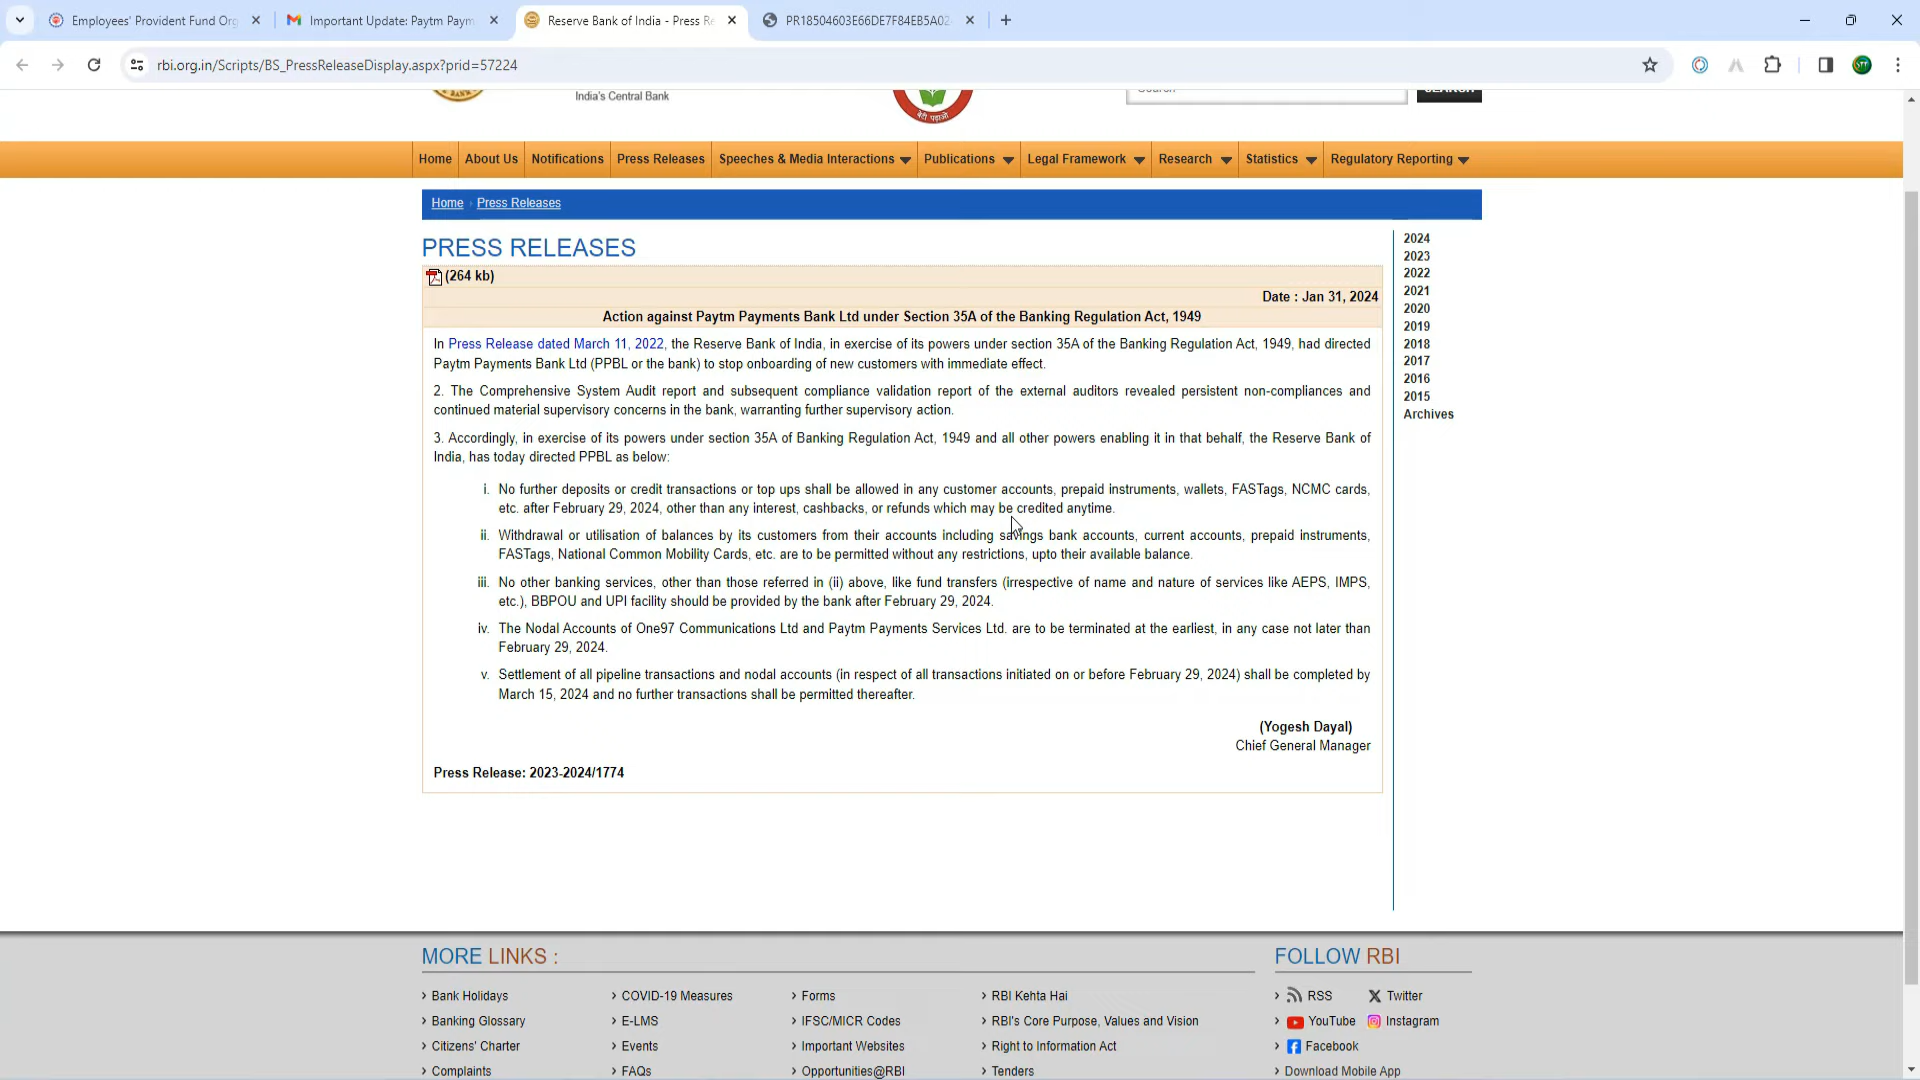 Employees' Provident Fund Org
Important Update: Paytm Paym
Reserve Bank of India - Press Re
PR18504603E66DE7F84EB5A02
rbi.org.in/Scripts/BS_PressReleaseDisplay.aspx?prid=57224
India's Central Bank
बेटी पढ़ाओ
Search
SEARCH
Home
About Us
Notifications
Press Releases
Speeches & Media Interactions
Publications
Legal Framework
Research
Statistics
Regulatory Reporting
Home › Press Releases
PRESS RELEASES
(264 kb)
Date : Jan 31, 2024
Action against Paytm Payments Bank Ltd under Section 35A of the Banking Regulation Act, 1949
In Press Release dated March 11, 2022, the Reserve Bank of India, in exercise of its powers under section 35A of the Banking Regulation Act, 1949, had directed
Paytm Payments Bank Ltd (PPBL or the bank) to stop onboarding of new customers with immediate effect.
2. The Comprehensive System Audit report and subsequent compliance validation report of the external auditors revealed persistent non-compliances and
continued material supervisory concerns in the bank, warranting further supervisory action.
3. Accordingly, in exercise of its powers under section 35A of Banking Regulation Act, 1949 and all other powers enabling it in that behalf, the Reserve Bank of
India, has today directed PPBL as below:
i. No further deposits or credit transactions or top ups shall be allowed in any customer accounts, prepaid instruments, wallets, FASTags, NCMC cards,
etc. after February 29, 2024, other than any interest, cashbacks, or refunds which may be credited anytime.
ii. Withdrawal or utilisation of balances by its customers from their accounts including savings bank accounts, current accounts, prepaid instruments,
FASTags, National Common Mobility Cards, etc. are to be permitted without any restrictions, upto their available balance.
iii. No other banking services, other than those referred in (ii) above, like fund transfers (irrespective of name and nature of services like AEPS, IMPS,
etc.), BBPOU and UPI facility should be provided by the bank after February 29, 2024.
iv. The Nodal Accounts of One97 Communications Ltd and Paytm Payments Services Ltd. are to be terminated at the earliest, in any case not later than
February 29, 2024.
v. Settlement of all pipeline transactions and nodal accounts (in respect of all transactions initiated on or before February 29, 2024) shall be completed by
March 15, 2024 and no further transactions shall be permitted thereafter.
(Yogesh Dayal)
Chief General Manager
Press Release: 2023-2024/1774
2024
2023
2022
2021
2020
2019
2018
2017
2016
2015
Archives
MORE LINKS :
› Bank Holidays
› Banking Glossary
› Citizens' Charter
› Complaints
› COVID-19 Measures
› E-LMS
› Events
› FAQs
› Forms
› IFSC/MICR Codes
› Important Websites
› Opportunities@RBI
› RBI Kehta Hai
› RBI's Core Purpose, Values and Vision
› Right to Information Act
› Tenders
FOLLOW RBI
› RSS
Twitter
› YouTube
Instagram
› Facebook
› Download Mobile App